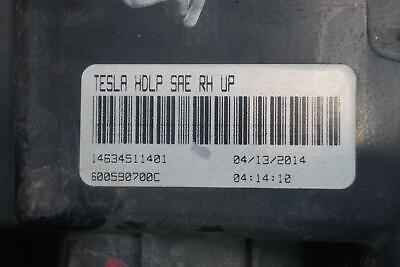 TESLA HDLP SAE RH UP
14634511401 04/13/2014
600590700C 04:14:10